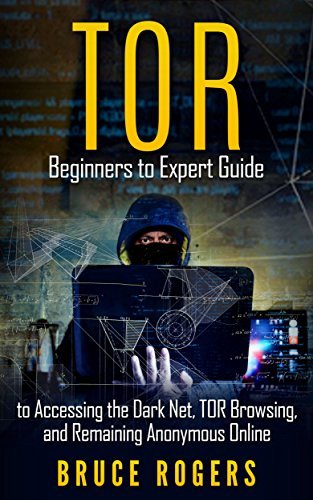 TOR
Beginners to Expert Guide
to Accessing the Dark Net, TOR Browsing,
and Remaining Anonymous Online
BRUCE ROGERS